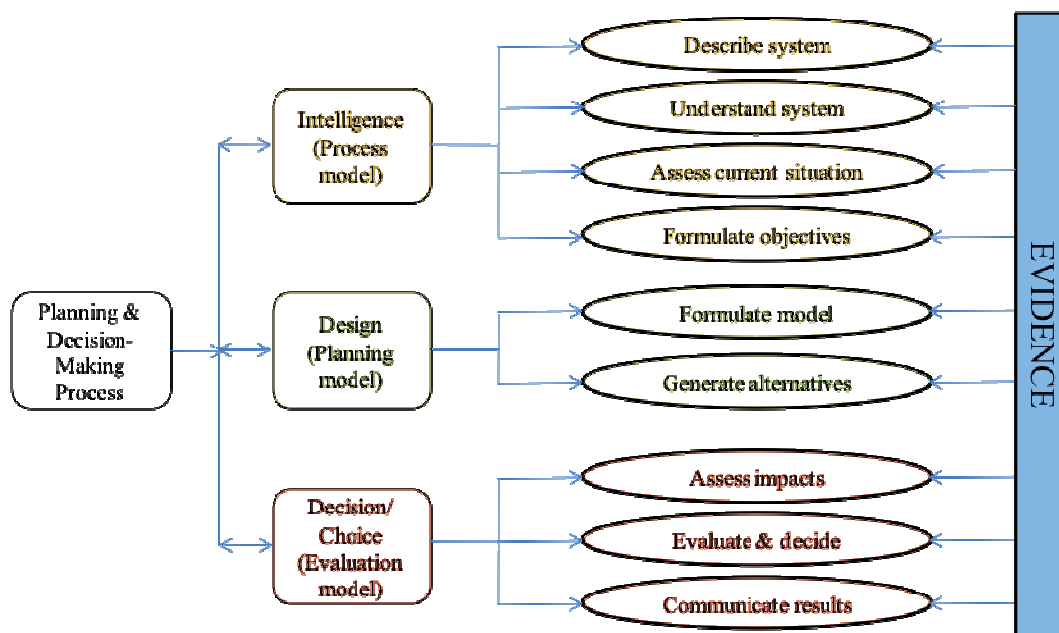 Planning &
Decision-
Making
Process
Intelligence
(Process
model)
Describe system
Understand system
Assess current situation
Formulate objectives
Design
(Planning
model)
Formulate model
Generate alternatives
Decision/
Choice
(Evaluation
model)
Assess impacts
Evaluate & decide
Communicate results
EVIDENCE